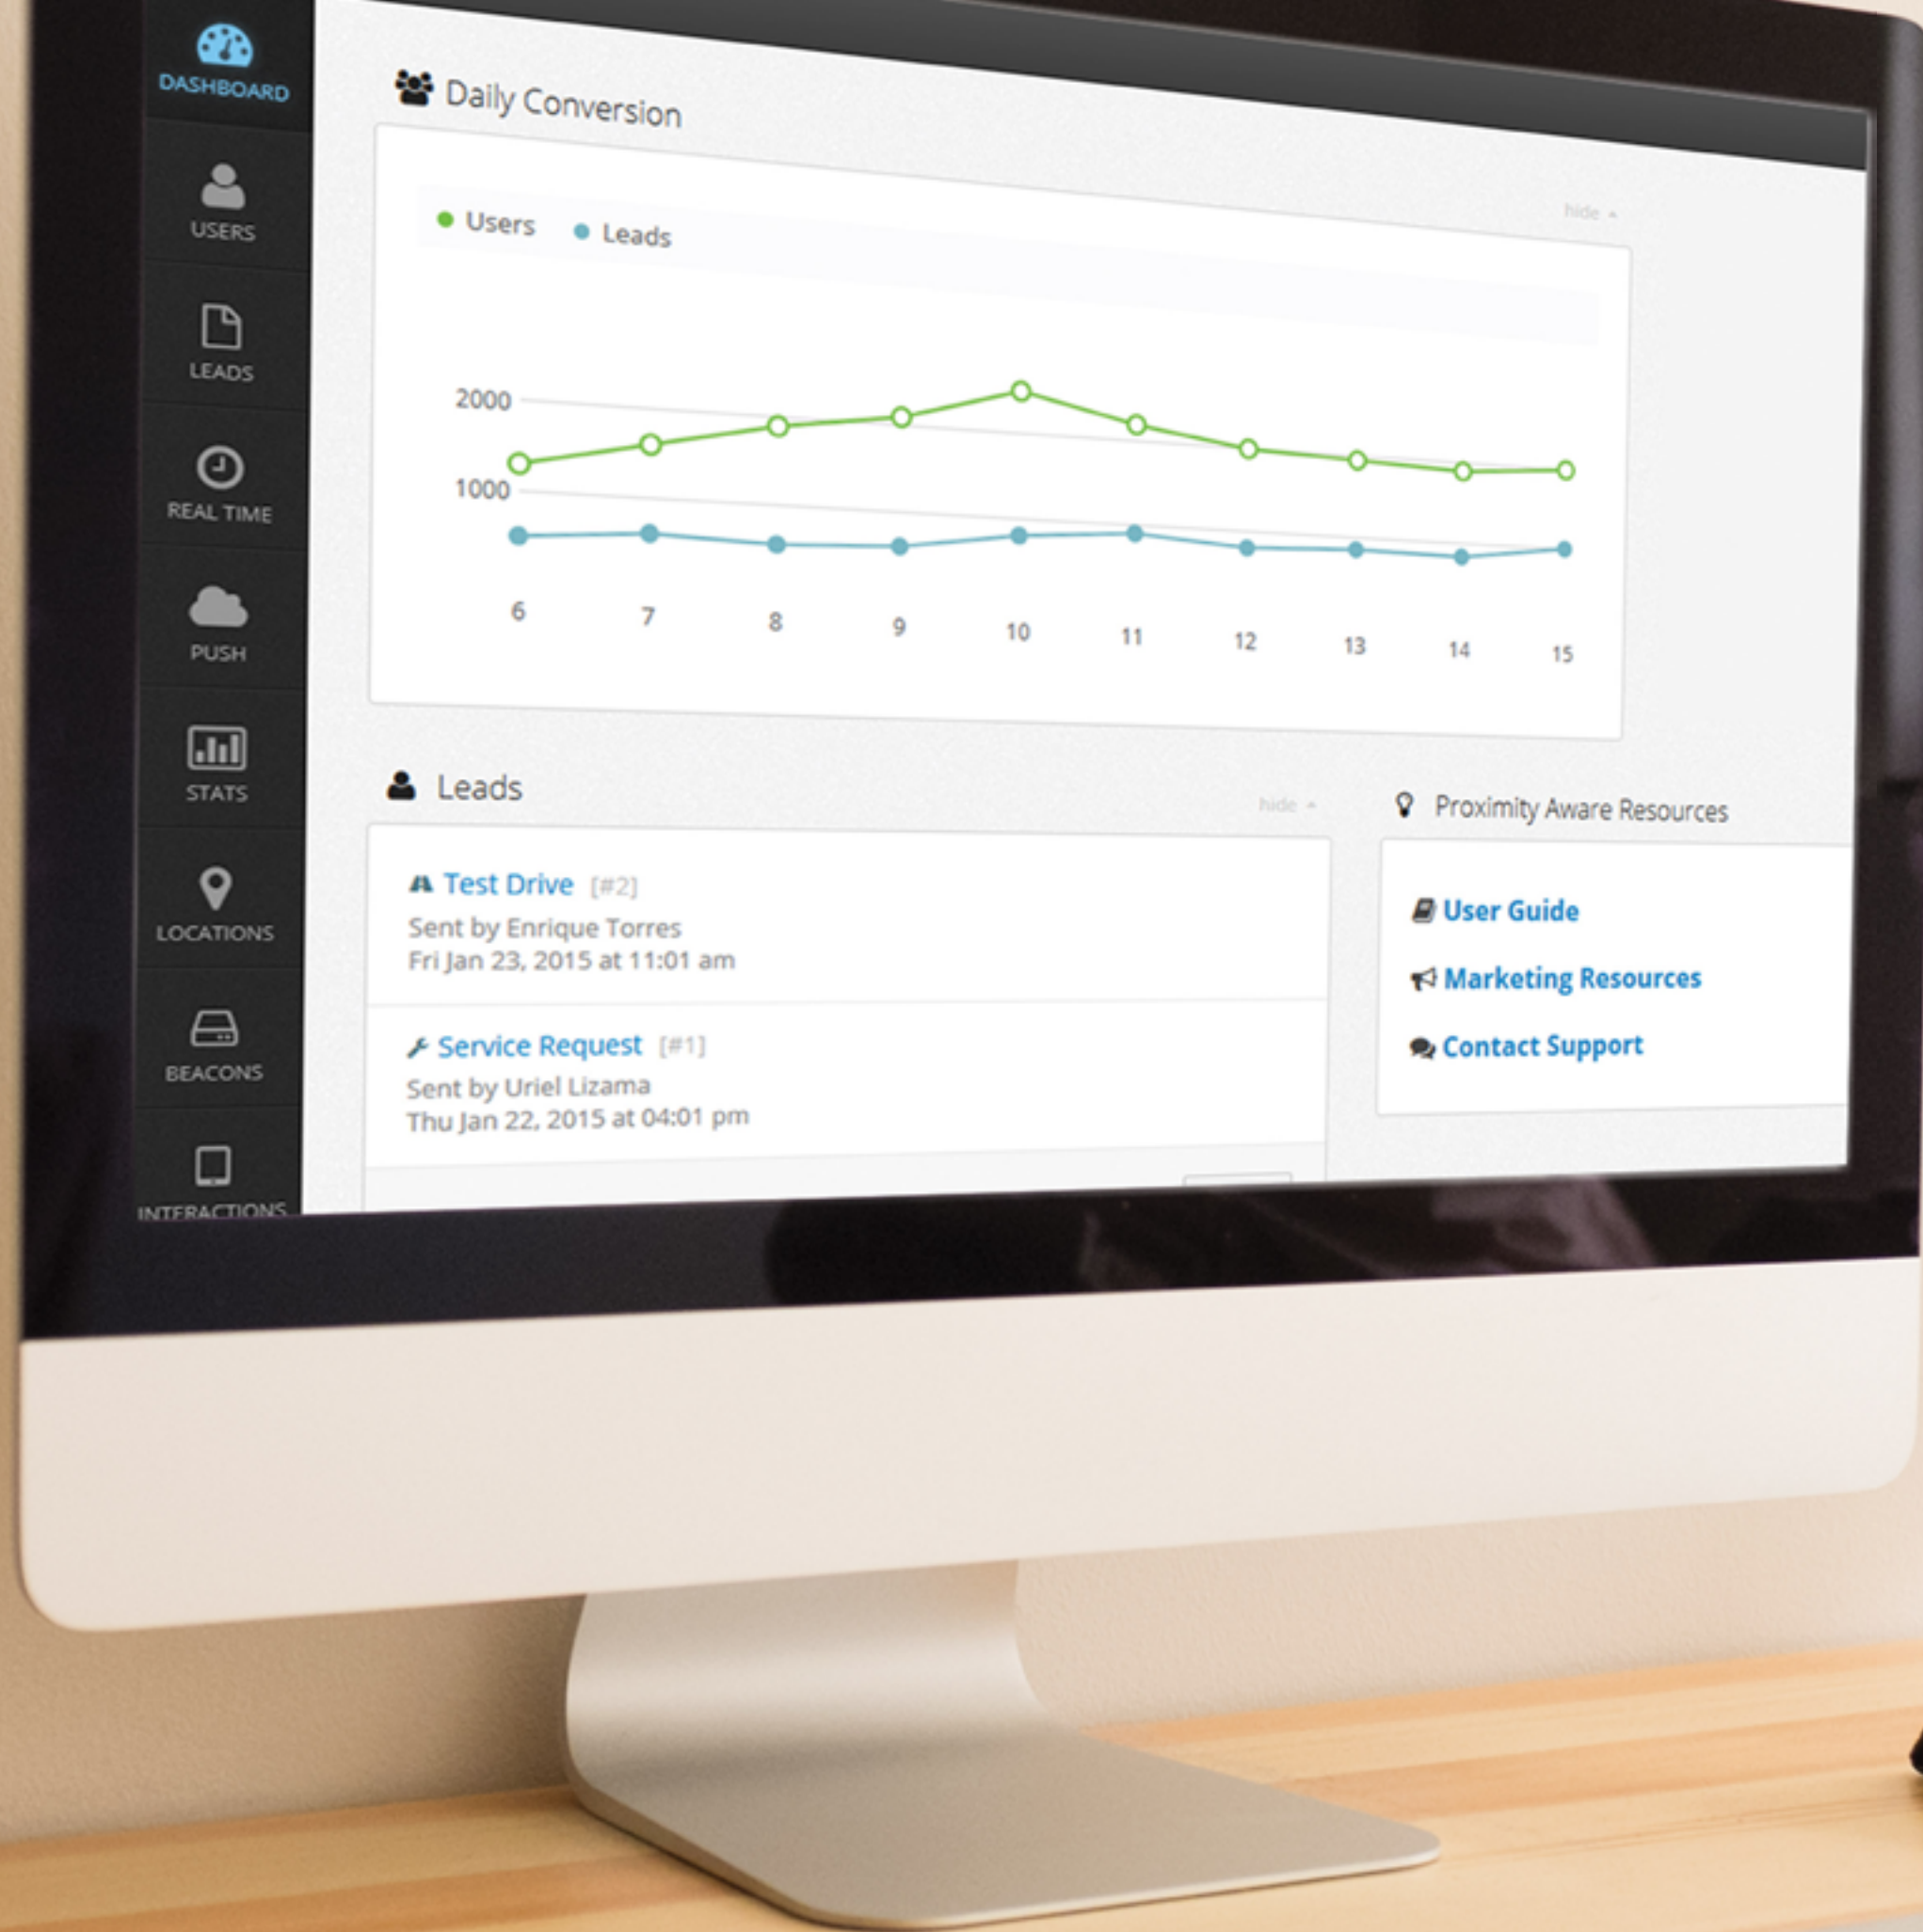 DASHBOARD
USERS
LEADS
REAL TIME
PUSH
STATS
LOCATIONS
BEACONS
INTERACTIONS
Daily Conversion
hide
Users
Leads
2000
1000
6 7 8 9 10 11 12 13 14 15
Leads
hide
Test Drive [#2]
Sent by Enrique Torres
Fri Jan 23, 2015 at 11:01 am
Service Request [#1]
Sent by Uriel Lizama
Thu Jan 22, 2015 at 04:01 pm
Proximity Aware Resources
User Guide
Marketing Resources
Contact Support